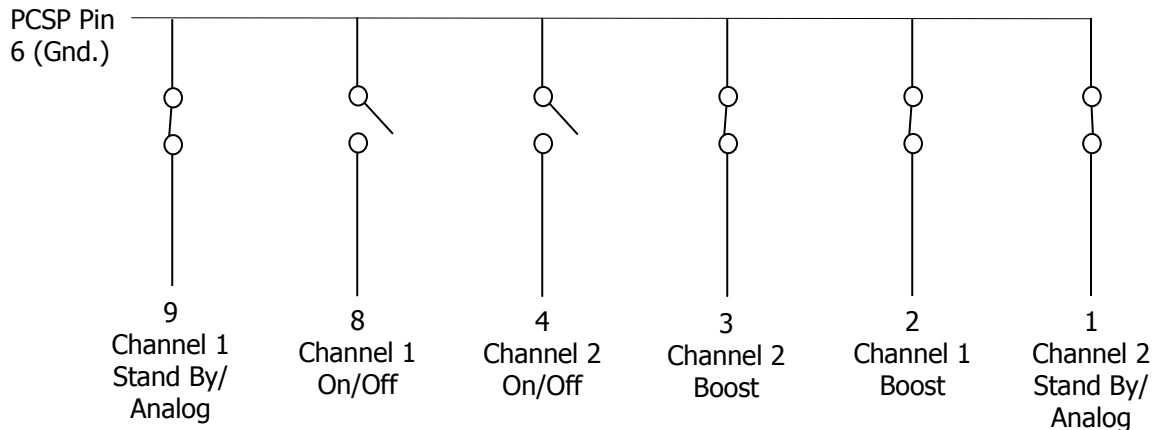 PCSP Pin
6 (Gnd.)
9
Channel 1
Stand By/
Analog
8
Channel 1
On/Off
4
Channel 2
On/Off
3
Channel 2
Boost
2
Channel 1
Boost
1
Channel 2
Stand By/
Analog